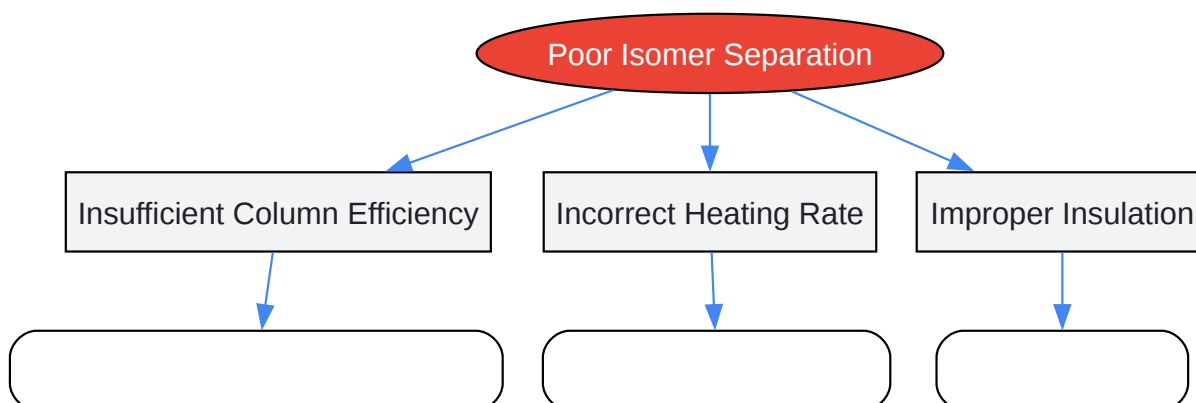 Poor Isomer Separation
Insufficient Column Efficiency
Incorrect Heating Rate
Improper Insulation